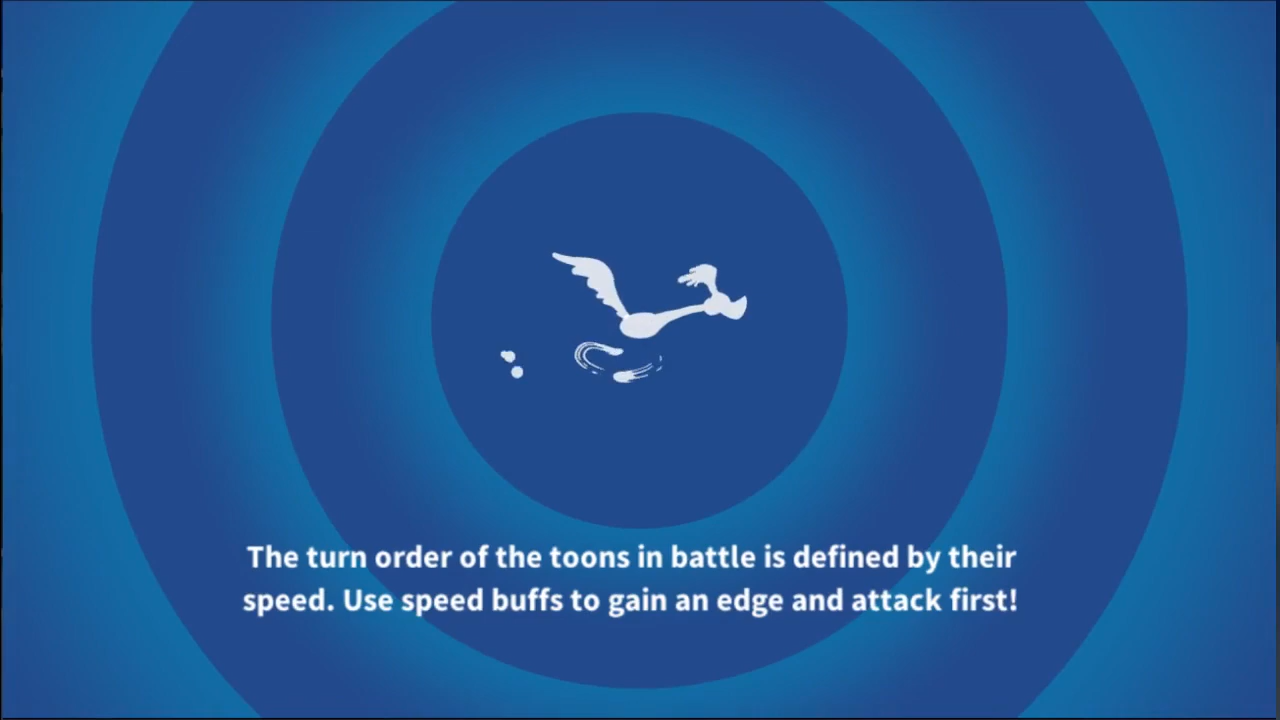 The turn order of the toons in battle is defined by their
speed. Use speed buffs to gain an edge and attack first!